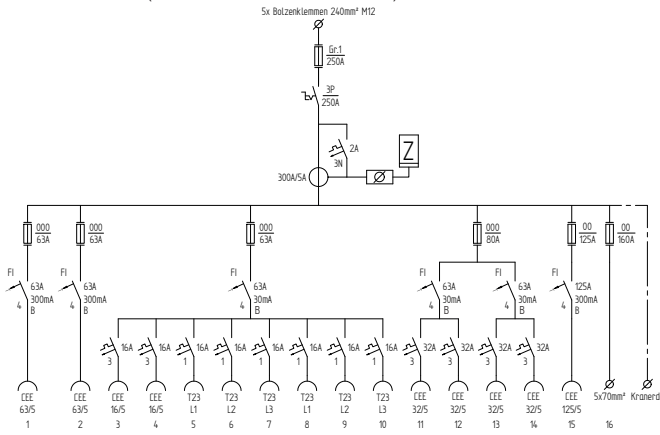 5x Bolzenklemmen 240mm² M12
Gr.1
250A
3P
250A
2A
3N
Z
300A/5A
000
63A
000
63A
000
63A
000
80A
00
125A
00
160A
FI
63A
300mA
4
B
FI
63A
300mA
4
B
FI
63A
30mA
4
B
FI
63A
30mA
4
B
FI
63A
30mA
4
B
FI
125A
300mA
4
B
16A
3
16A
3
16A
1
16A
1
16A
1
16A
1
16A
1
16A
1
32A
3
32A
3
32A
3
32A
3
CEE CEE CEE CEE T23 T23 T23 T23 T23 T23 CEE CEE CEE CEE CEE 5x70mm² Kranerd
63/5 63/5 16/5 16/5 L1 L2 L3 L1 L2 L3 32/5 32/5 32/5 32/5 125/5
1 2 3 4 5 6 7 8 9 10 11 12 13 14 15 16